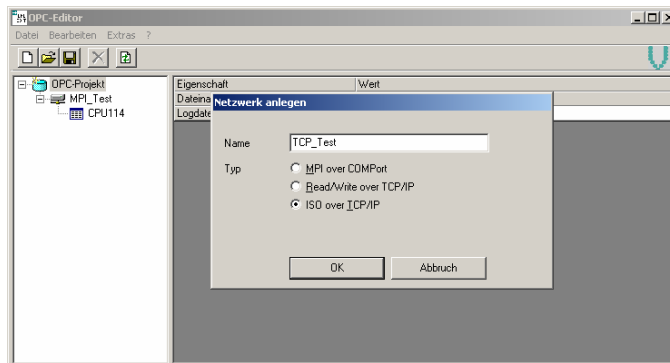 OPC-Editor
Datei Bearbeiten Extras ?
OPC-Projekt
MPI_Test
CPU114
Eigenschaft Wert
Dateina
Logdate
Netzwerk anlegen
Name TCP_Test
Typ MPI over COMPort
Read/Write over TCP/IP
ISO over TCP/IP
OK Abbruch